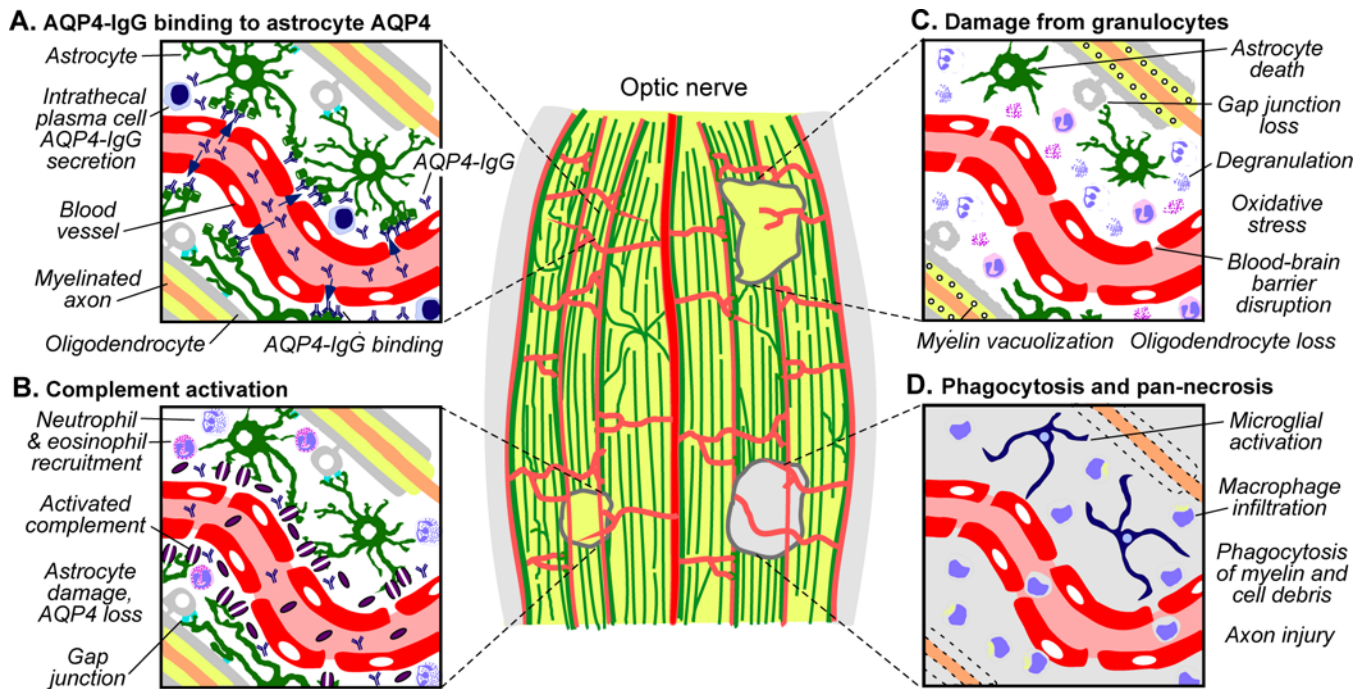 A. AQP4-IgG binding to astrocyte AQP4
Astrocyte
Intrathecal
plasma cell
AQP4-IgG
secretion
Blood
vessel
Myelinated
axon
Oligodendrocyte
AQP4-IgG
AQP4-IgG binding
B. Complement activation
Neutrophil
& eosinophil
recruitment
Activated
complement
Astrocyte
damage,
AQP4 loss
Gap
junction
Optic nerve
C. Damage from granulocytes
Astrocyte
death
Gap junction
loss
Degranulation
Oxidative
stress
Blood-brain
barrier
disruption
Myelin vacuolization
Oligodendrocyte loss
D. Phagocytosis and pan-necrosis
Microglial
activation
Macrophage
infiltration
Phagocytosis
of myelin and
cell debris
Axon injury